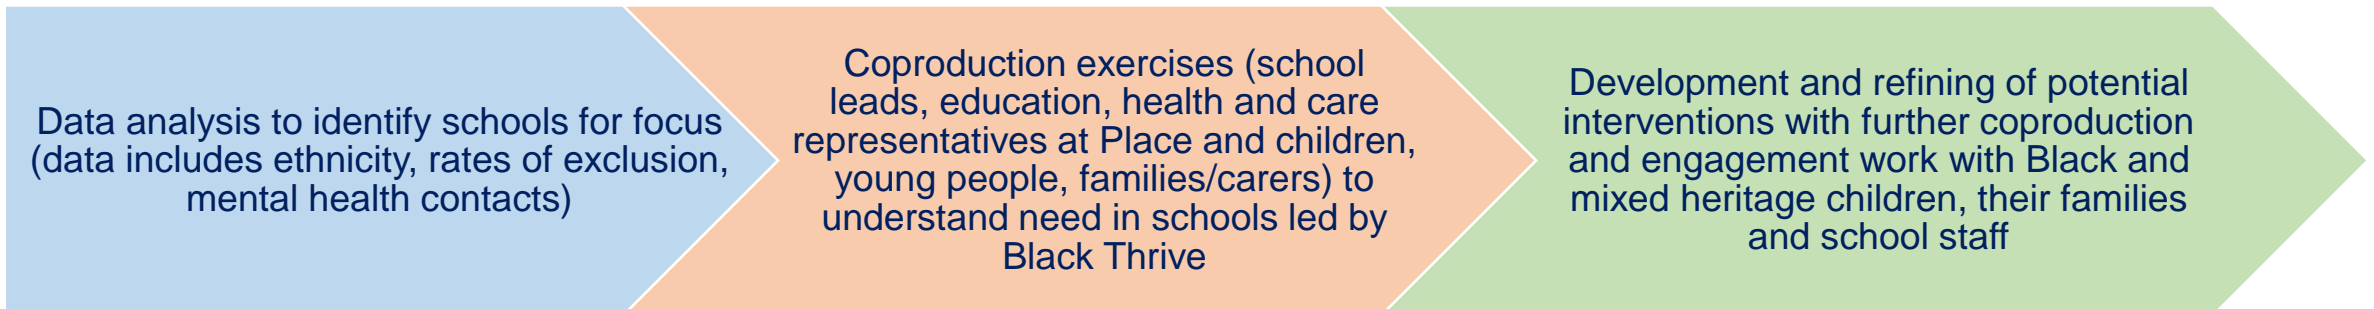 Data analysis to identify schools for focus
(data includes ethnicity, rates of exclusion,
mental health contacts)
Coproduction exercises (school
leads, education, health and care
representatives at Place and children,
young people, families/carers) to
understand need in schools led by
Black Thrive
Development and refining of potential
interventions with further coproduction
and engagement work with Black and
mixed heritage children, their families
and school staff